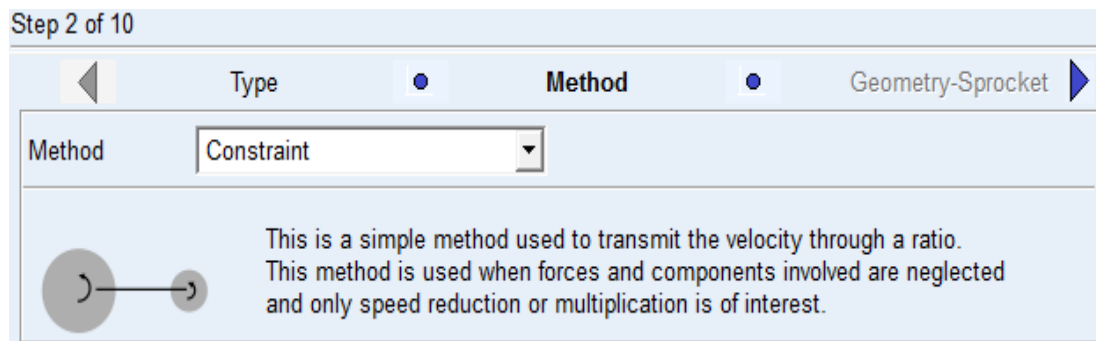 Step 2 of 10
Type Method Geometry-Sprocket
Method Constraint
This is a simple method used to transmit the velocity through a ratio.
This method is used when forces and components involved are neglected
and only speed reduction or multiplication is of interest.